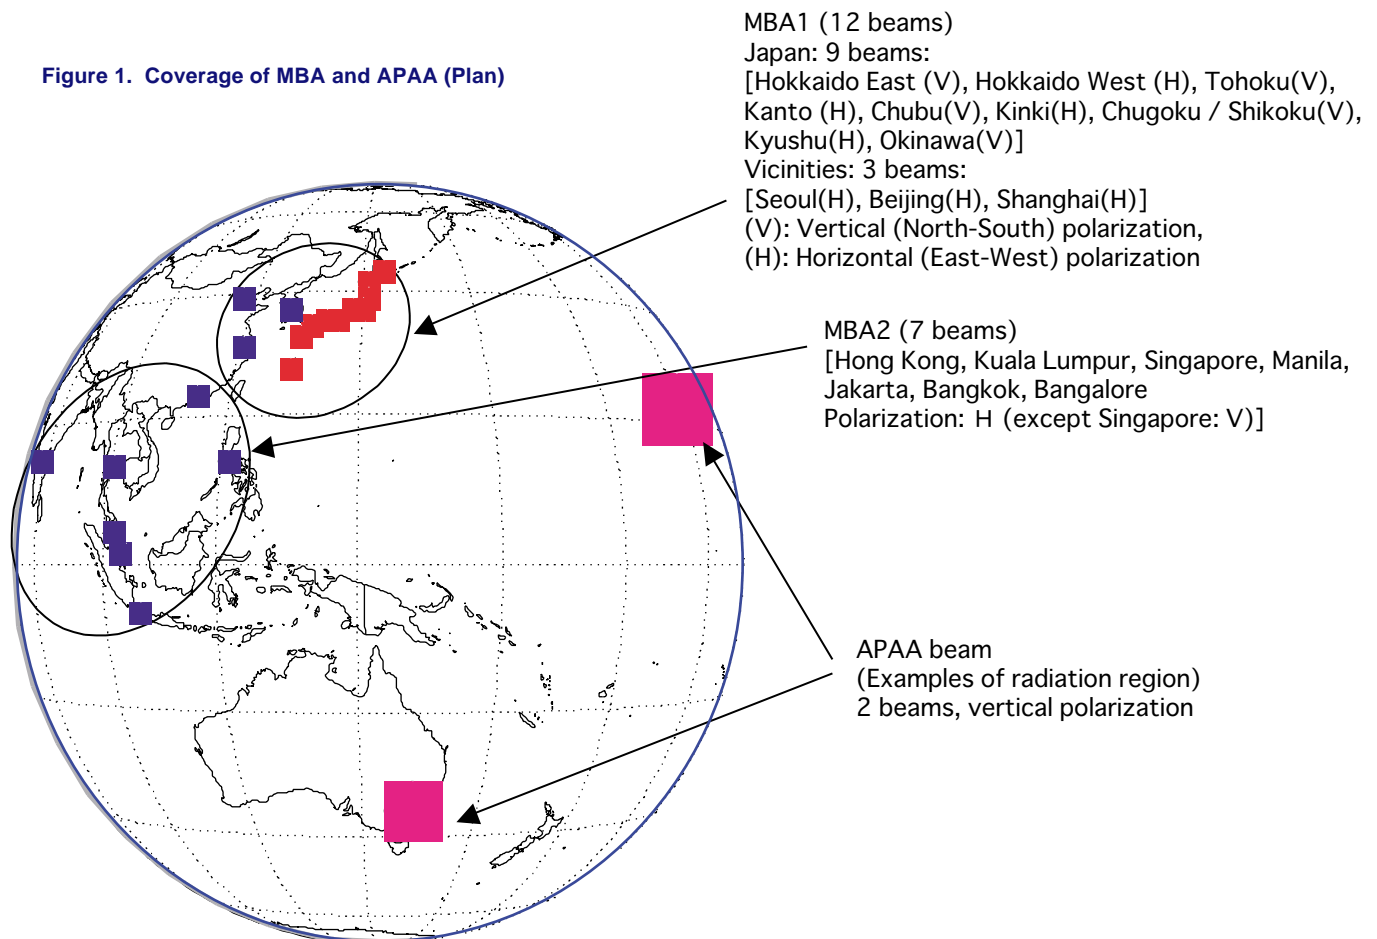 Figure 1. Coverage of MBA and APAA (Plan)
MBA1 (12 beams)
Japan: 9 beams:
[Hokkaido East (V), Hokkaido West (H), Tohoku(V),
Kanto (H), Chubu(V), Kinki(H), Chugoku / Shikoku(V),
Kyushu(H), Okinawa(V)]
Vicinities: 3 beams:
[Seoul(H), Beijing(H), Shanghai(H)]
(V): Vertical (North-South) polarization,
(H): Horizontal (East-West) polarization
MBA2 (7 beams)
[Hong Kong, Kuala Lumpur, Singapore, Manila,
Jakarta, Bangkok, Bangalore
Polarization: H (except Singapore: V)]
APAA beam
(Examples of radiation region)
2 beams, vertical polarization